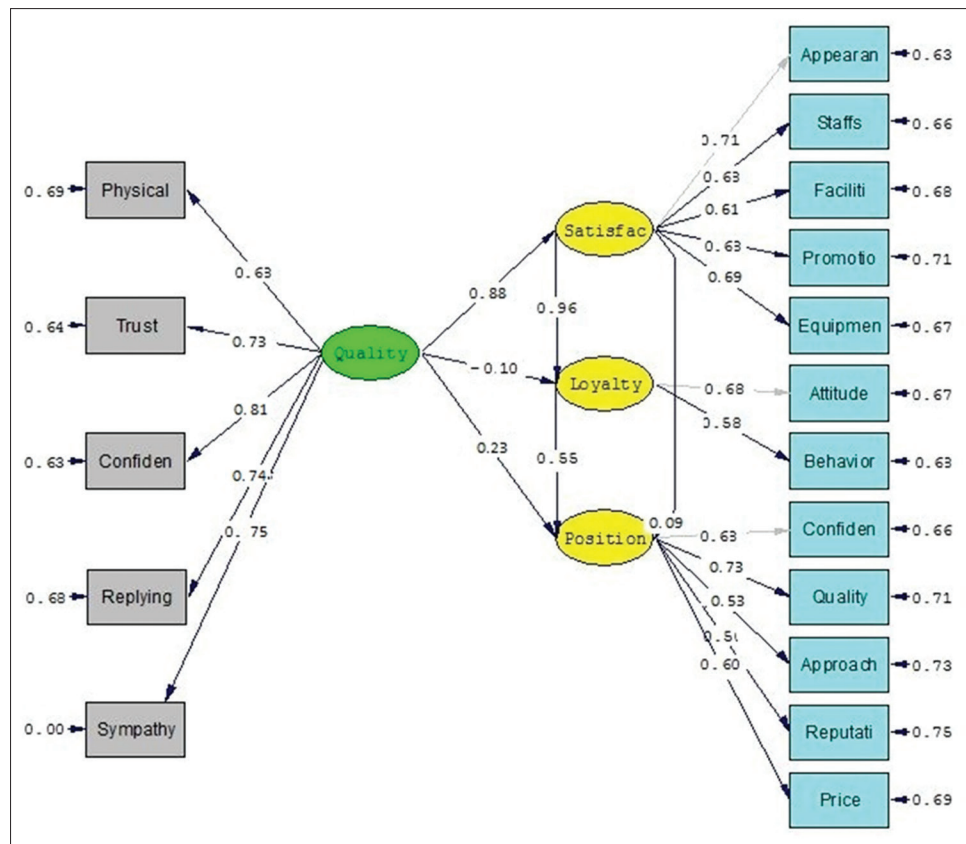 Appearan
0.63
Staffs
0.66
Faciliti
0.68
Promotio
0.71
Equipmen
0.67
Attitude
0.67
Behavior
0.63
Confiden
0.66
Quality
0.71
Approach
0.73
Reputati
0.75
Price
0.69
0.69
Physical
0.64
Trust
0.63
Confiden
0.68
Replying
0.00
Sympathy
0.63
0.73
0.81
0.74
0.75
Quality
0.88
-0.10
0.23
Satisfac
0.96
Loyalty
0.55
Position
0.09
0.71
0.63
0.61
0.63
0.69
0.68
0.58
0.63
0.73
0.53
0.60